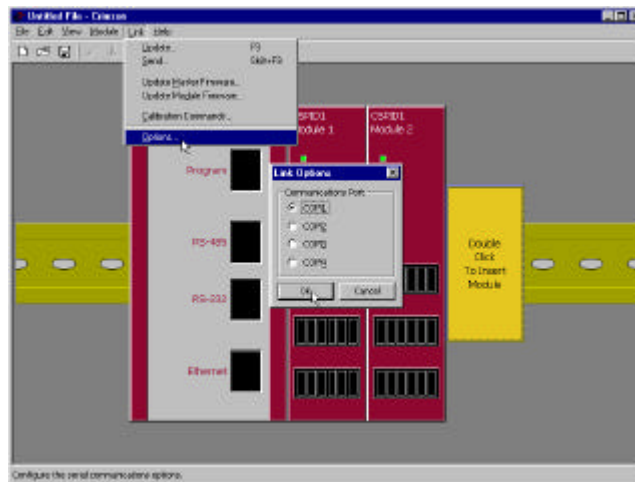 Untitled File - Crimson
File Edit View Module Link Help
Update... F9
Send... Shift+F9
Update Master Firmware...
Update Module Firmware...
Calibration Commands...
Options...
Program
RS-485
RS-232
Ethernet
CSPID1
Module 1
CSPID1
Module 2
Link Options
Communications Port
COM1
COM2
COM3
COM4
OK
Cancel
Double
Click
To Insert
Module
Configure the serial communications options.